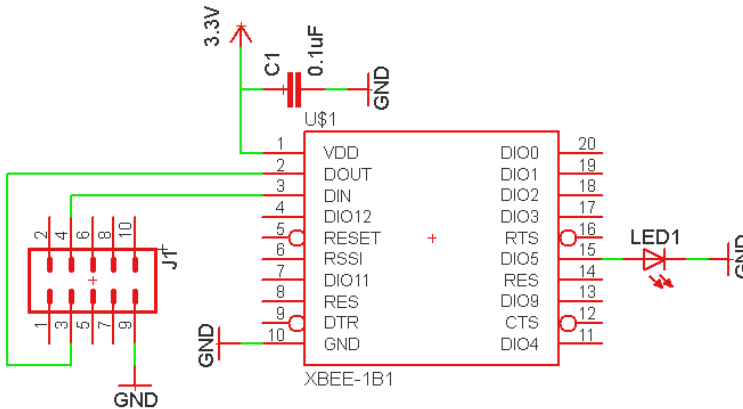 3.3V
C1
0.1uF
GND
U$1
1 VDD DIO0 20
2 DOUT DIO1 19
3 DIN DIO2 18
4 DIO12 DIO3 17
5 RESET RTS 16
6 RSSI DIO5 15
7 DIO11 RES 14
8 RES DIO9 13
9 DTR CTS 12
10 GND DIO4 11
XBEE-1B1
LED1
GND
2 4 6 8 10
J1
1 3 5 7 9
GND
GND